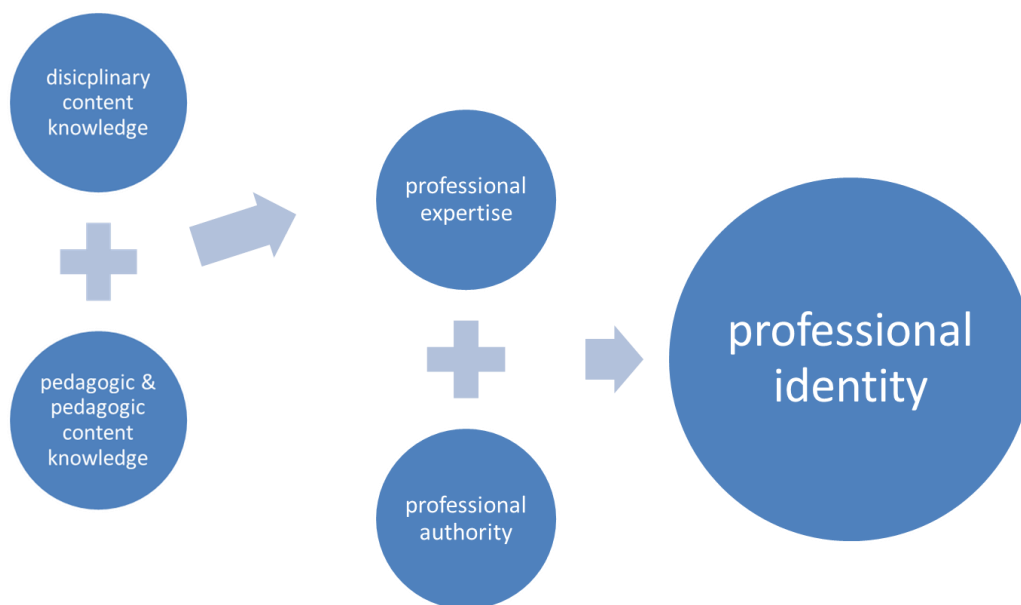 disicplinary
content
knowledge
pedagogic &
pedagogic
content
knowledge
professional
expertise
professional
authority
professional
identity